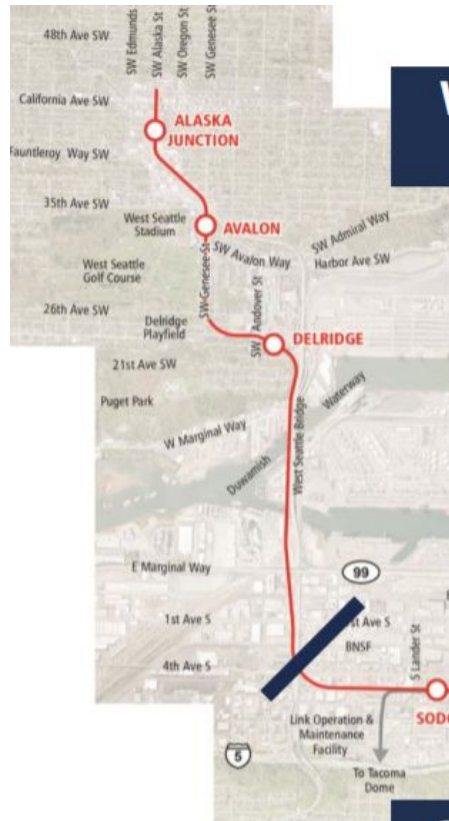 48th Ave SW
SW Edmunds
SW Alaska St
SW Oregon St
SW Genesee St
California Ave SW
ALASKA
JUNCTION
Fauntleroy Way SW
35th Ave SW
West Seattle
Stadium
AVALON
SW Avalon Way
SW Admiral Way
Harbor Ave SW
West Seattle
Golf Course
SW Genesee St
26th Ave SW
Delridge
Playfield
SW Andover St
DELRIDGE
21st Ave SW
Puget Park
W Marginal Way
Duwamish Waterway
West Seattle Bridge
E Marginal Way
99
1st Ave S
st Ave S
BNSF
S Lander St
4th Ave S
SODO
Link Operation &
Maintenance
Facility
5
To Tacoma
Dome